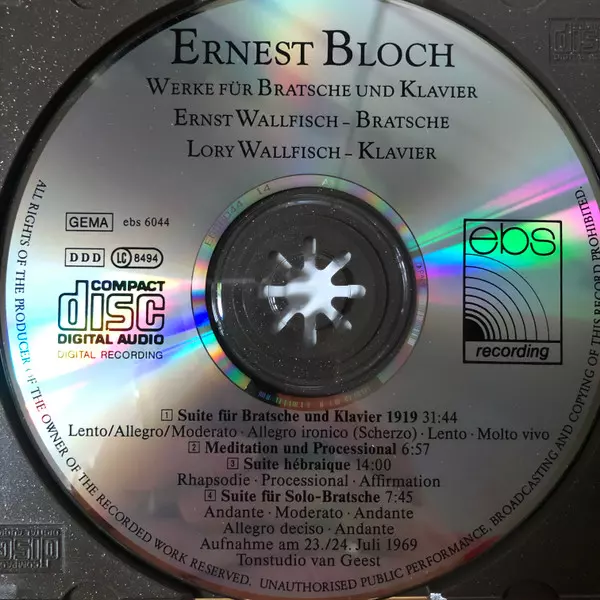 ERNEST BLOCH
WERKE FÜR BRATSCHE UND KLAVIER
ERNST WALLFISCH – BRATSCHE
LORY WALLFISCH – KLAVIER
GEMA ebs 6044
DDD LC 8494
COMPACT
disc
DIGITAL AUDIO
DIGITAL RECORDING
ebs
recording
1 Suite für Bratsche und Klavier 1919 31:44
Lento/Allegro/Moderato · Allegro ironico (Scherzo) · Lento · Molto vivo
2 Meditation und Processional 6:57
3 Suite hébraique 14:00
Rhapsodie · Processional · Affirmation
4 Suite für Solo-Bratsche 7:45
Andante · Moderato · Andante
Allegro deciso · Andante
Aufnahme am 23./24. Juli 1969
Tonstudio van Geest
ALL RIGHTS OF THE PRODUCER OF THE OWNER OF THE RECORDED WORK RESERVED. UNAUTHORISED PUBLIC PERFORMANCE, BROADCASTING AND COPYING OF THIS RECORD PROHIBITED.